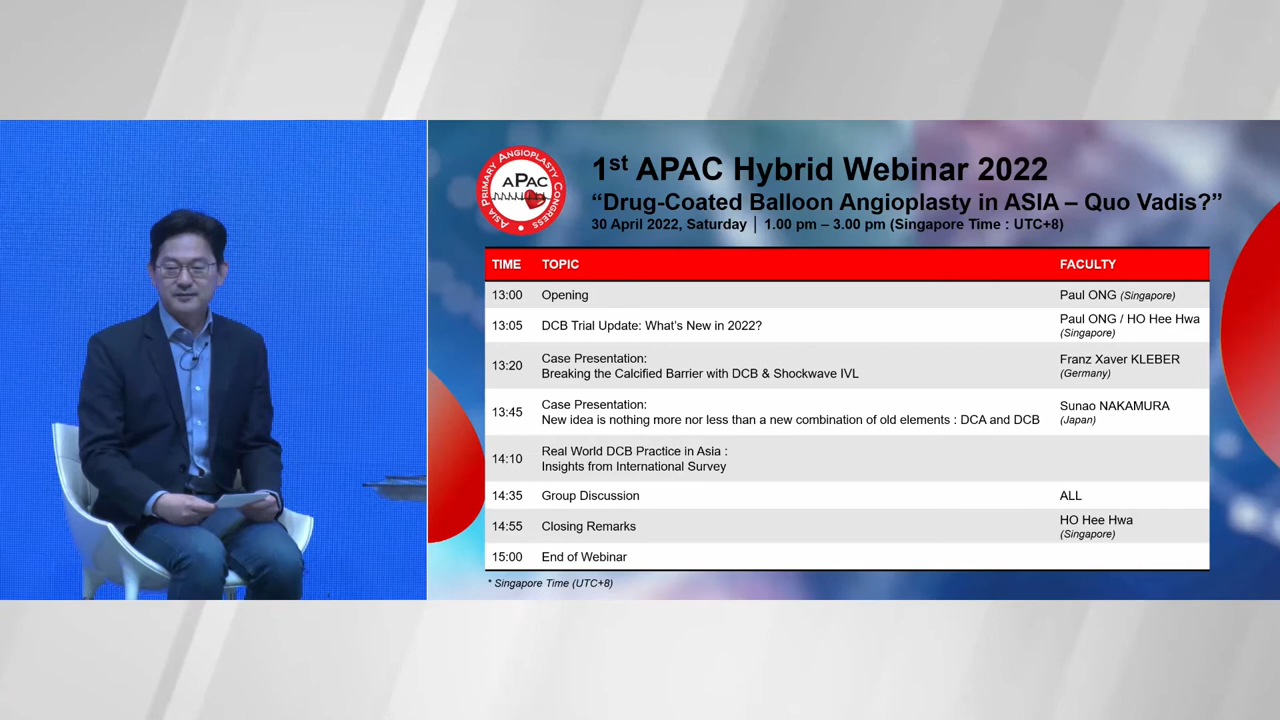 ASIA PRIMARY ANGIOPLASTY CONGRESS
APAC
1st APAC Hybrid Webinar 2022
“Drug-Coated Balloon Angioplasty in ASIA – Quo Vadis?”
30 April 2022, Saturday | 1.00 pm – 3.00 pm (Singapore Time : UTC+8)
TIME TOPIC FACULTY
13:00 Opening Paul ONG (Singapore)
13:05 DCB Trial Update: What’s New in 2022? Paul ONG / HO Hee Hwa
(Singapore)
13:20 Case Presentation: Franz Xaver KLEBER
Breaking the Calcified Barrier with DCB & Shockwave IVL (Germany)
13:45 Case Presentation: Sunao NAKAMURA
New idea is nothing more nor less than a new combination of old elements : DCA and DCB (Japan)
14:10 Real World DCB Practice in Asia :
Insights from International Survey
14:35 Group Discussion ALL
14:55 Closing Remarks HO Hee Hwa
(Singapore)
15:00 End of Webinar
* Singapore Time (UTC+8)